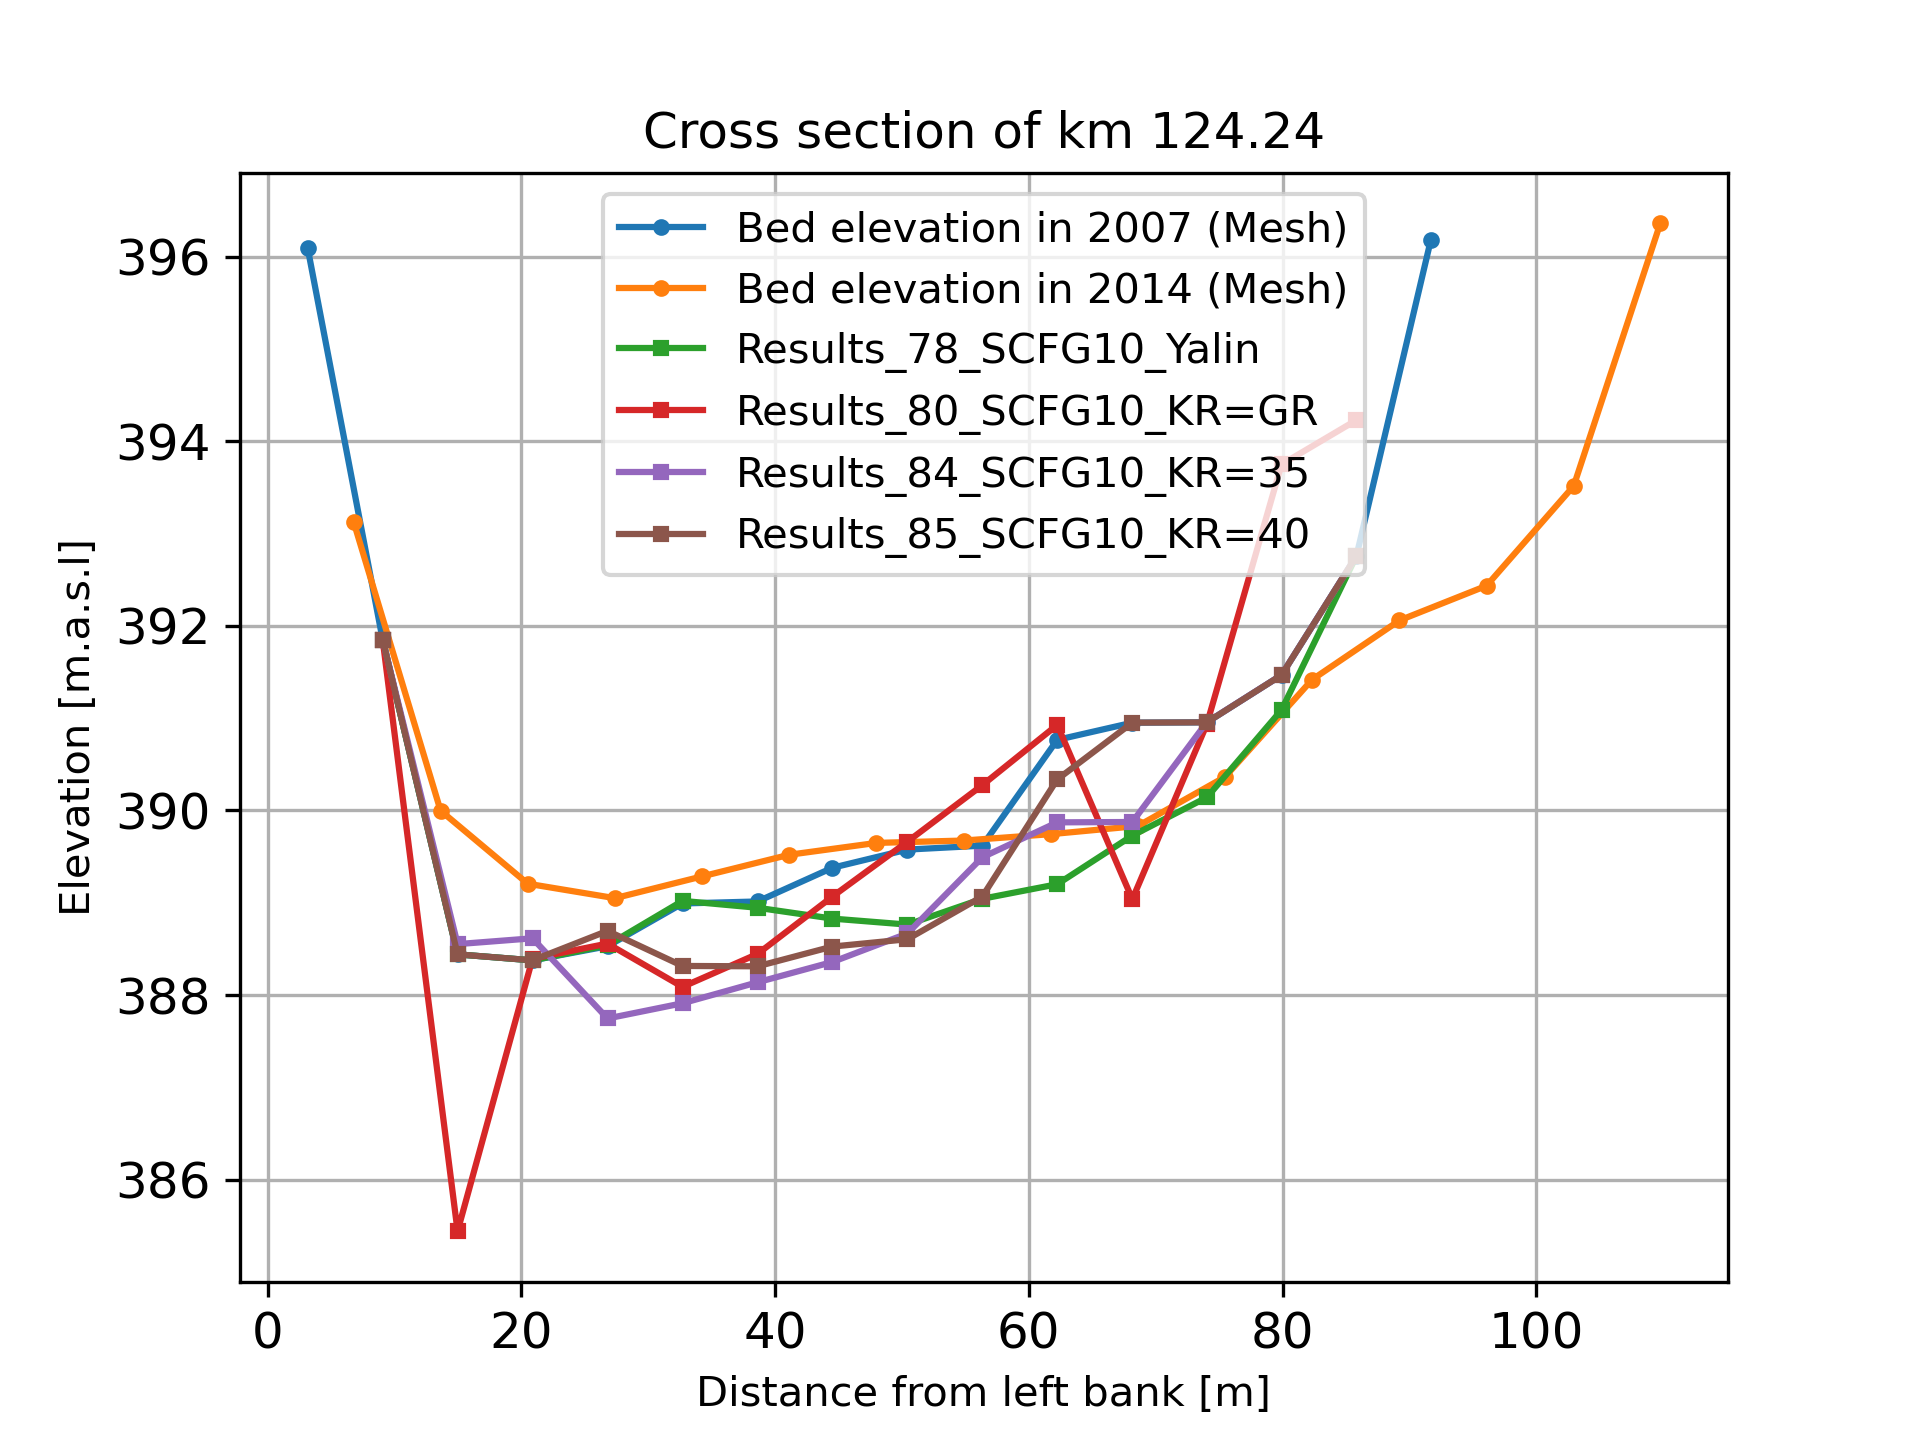 Cross section of km 124.24
Bed elevation in 2007 (Mesh)
Bed elevation in 2014 (Mesh)
Results_78_SCFG10_Yalin
Results_80_SCFG10_KR=GR
Results_84_SCFG10_KR=35
Results_85_SCFG10_KR=40
396
394
392
390
388
386
Elevation [m.a.s.l]
0 20 40 60 80 100
Distance from left bank [m]